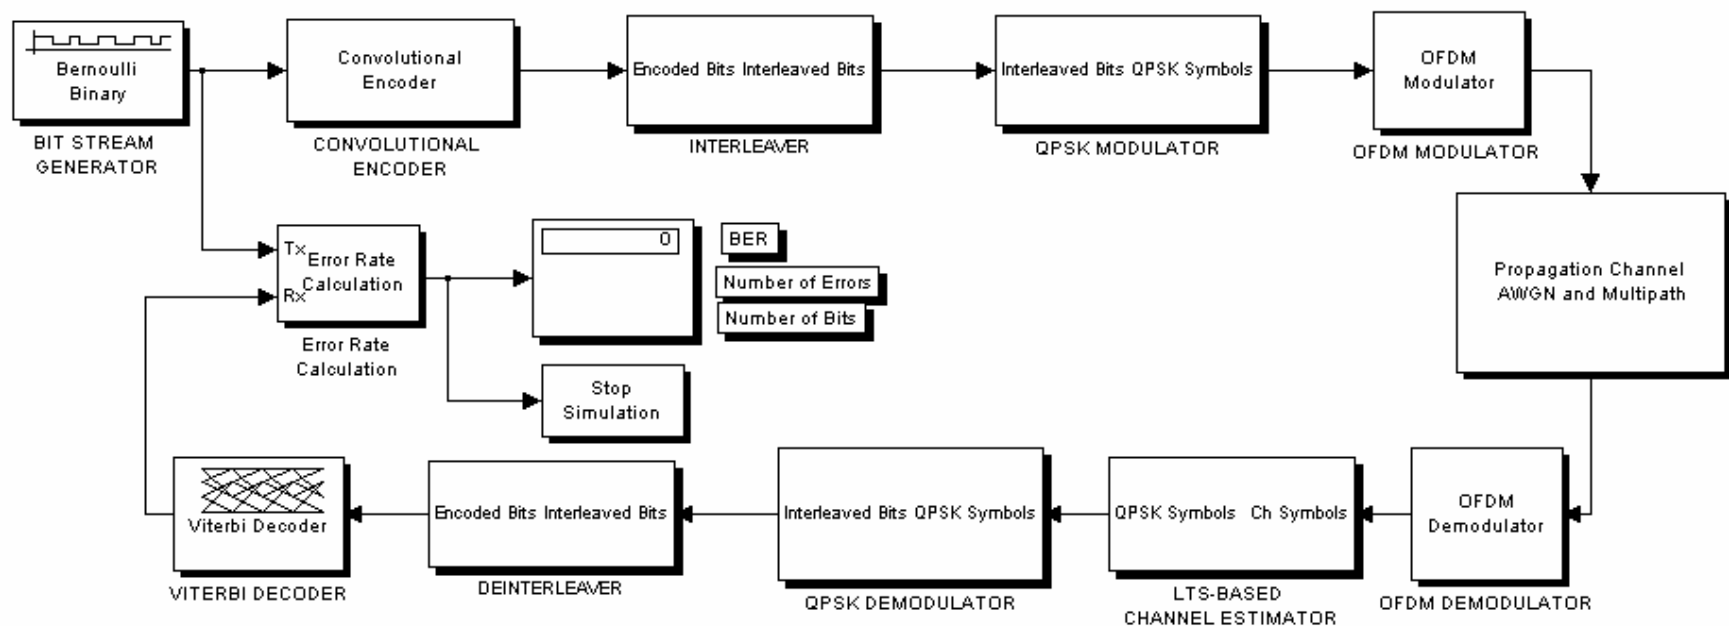 Bernoulli
Binary
BIT STREAM
GENERATOR
Convolutional
Encoder
CONVOLUTIONAL
ENCODER
Encoded Bits Interleaved Bits
INTERLEAVER
Interleaved Bits QPSK Symbols
QPSK MODULATOR
OFDM
Modulator
OFDM MODULATOR
Propagation Channel
AWGN and Multipath
Tx
Rx
Error Rate
Calculation
Error Rate
Calculation
0
BER
Number of Errors
Number of Bits
Stop
Simulation
Viterbi Decoder
VITERBI DECODER
Encoded Bits Interleaved Bits
DEINTERLEAVER
Interleaved Bits QPSK Symbols
QPSK DEMODULATOR
QPSK Symbols Ch Symbols
LTS-BASED
CHANNEL ESTIMATOR
OFDM
Demodulator
OFDM DEMODULATOR